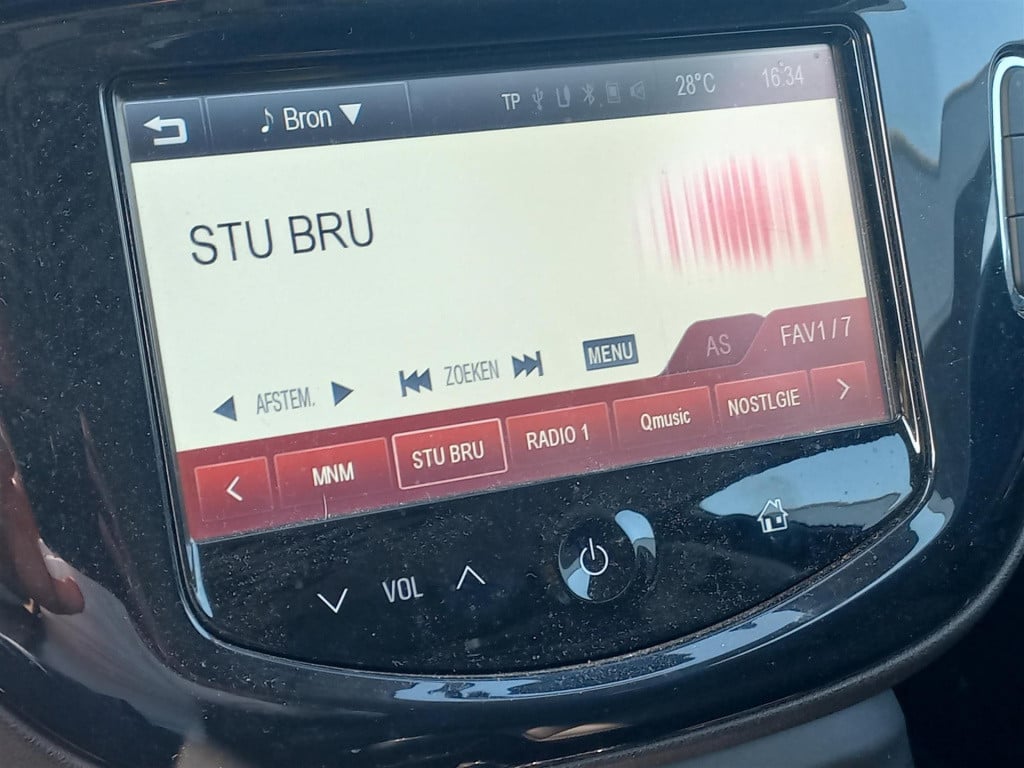 ♪ Bron ▼ TP 28°C 16:34
STU BRU
◀ AFSTEM. ▶ ZOEKEN MENU AS FAV1 / 7
< MNM STU BRU RADIO 1 Qmusic NOSTLGIE >
VOL